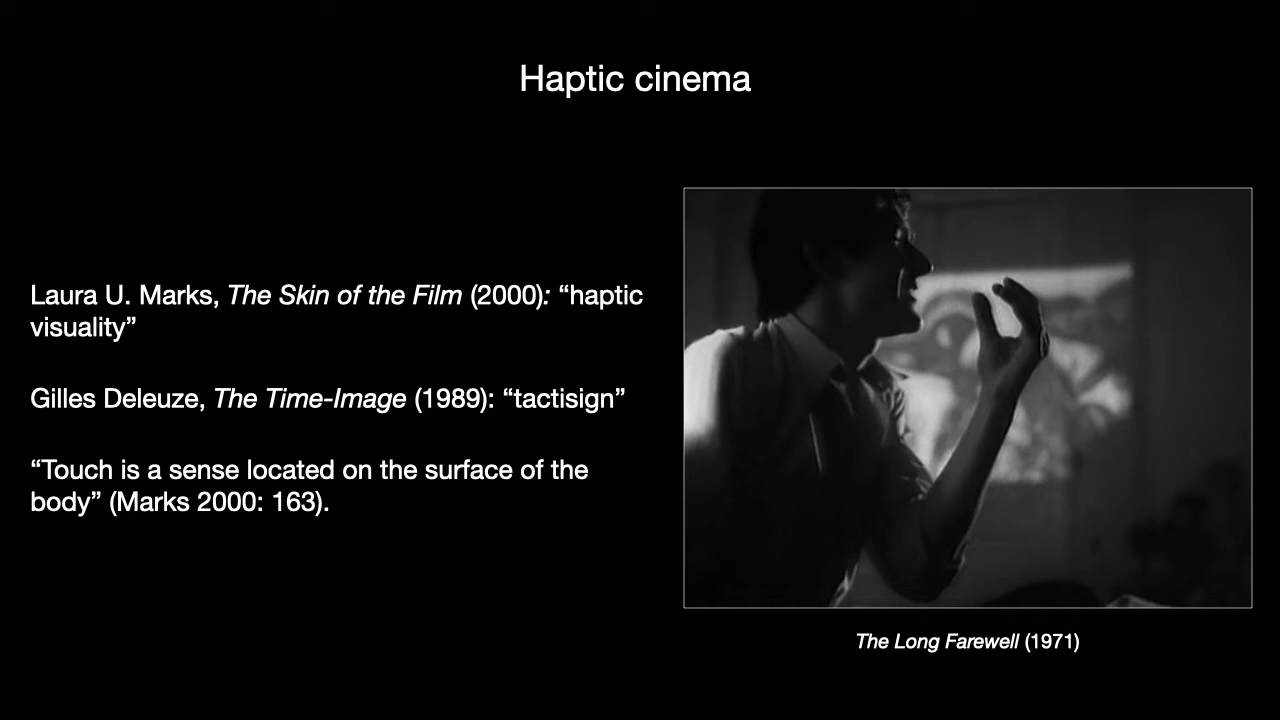 Haptic cinema
Laura U. Marks, The Skin of the Film (2000): “haptic
visuality”
Gilles Deleuze, The Time-Image (1989): “tactisign”
“Touch is a sense located on the surface of the
body” (Marks 2000: 163).
The Long Farewell (1971)